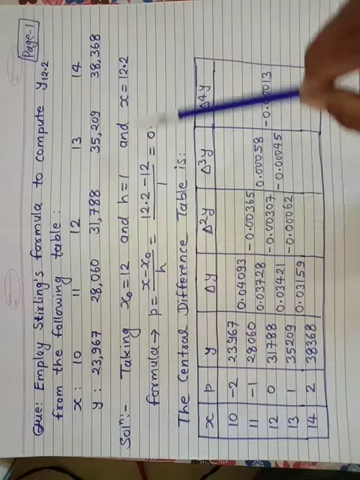 Page-1
Que: Employ Stirling's formula to compute y12.2
from the following table:
x: 10 11 12 13 14
y: 23,967 28,060 31,788 35,209 38,368
Solⁿ:- Taking x₀=12 and h=1 and x=12.2
formula→ p= x-x₀/h = 12.2-12/1 = 0.
The Central Difference Table is:
x p y Δy Δ²y Δ³y Δ⁴y
10 -2 23967
0.04093
11 -1 28060 -0.00365
0.03728 0.00058
12 0 31788 -0.00307 -0.00013
0.03421 -0.00045
13 1 35209 -0.00062
0.03159
14 2 38368